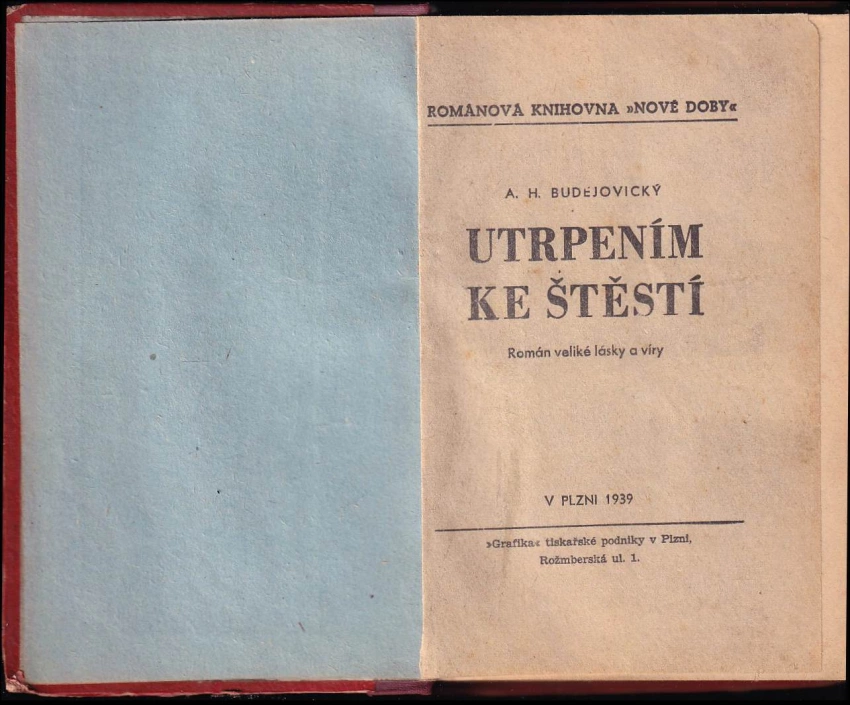 ROMÁNOVÁ KNIHOVNA »NOVÉ DOBY«
A. H. BUDĚJOVICKÝ
UTRPENÍM
KE ŠTĚSTÍ
Román veliké lásky a víry
V PLZNI 1939
»Grafika« tiskařské podniky v Plzni,
Rožmberská ul. 1.